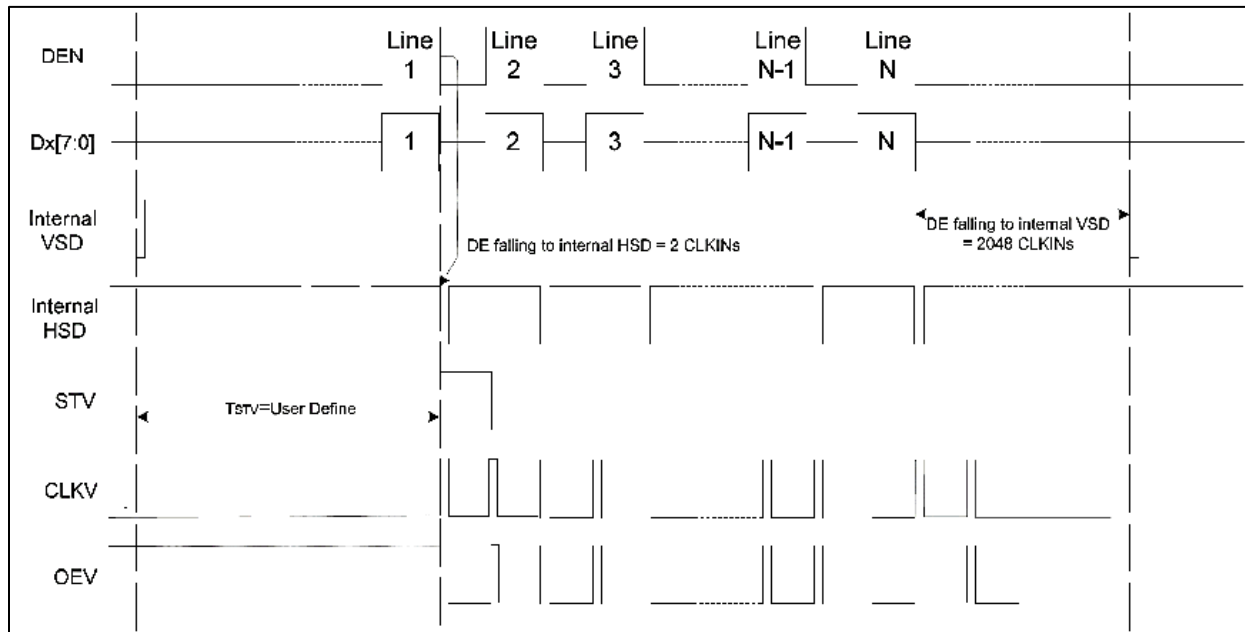 DEN
Line
1
Line
2
Line
3
Line
N-1
Line
N
Dx[7:0]
1
2
3
N-1
N
Internal
VSD
DE falling to internal HSD = 2 CLKINs
DE falling to internal VSD
= 2048 CLKINs
Internal
HSD
STV
TSTV=User Define
CLKV
OEV